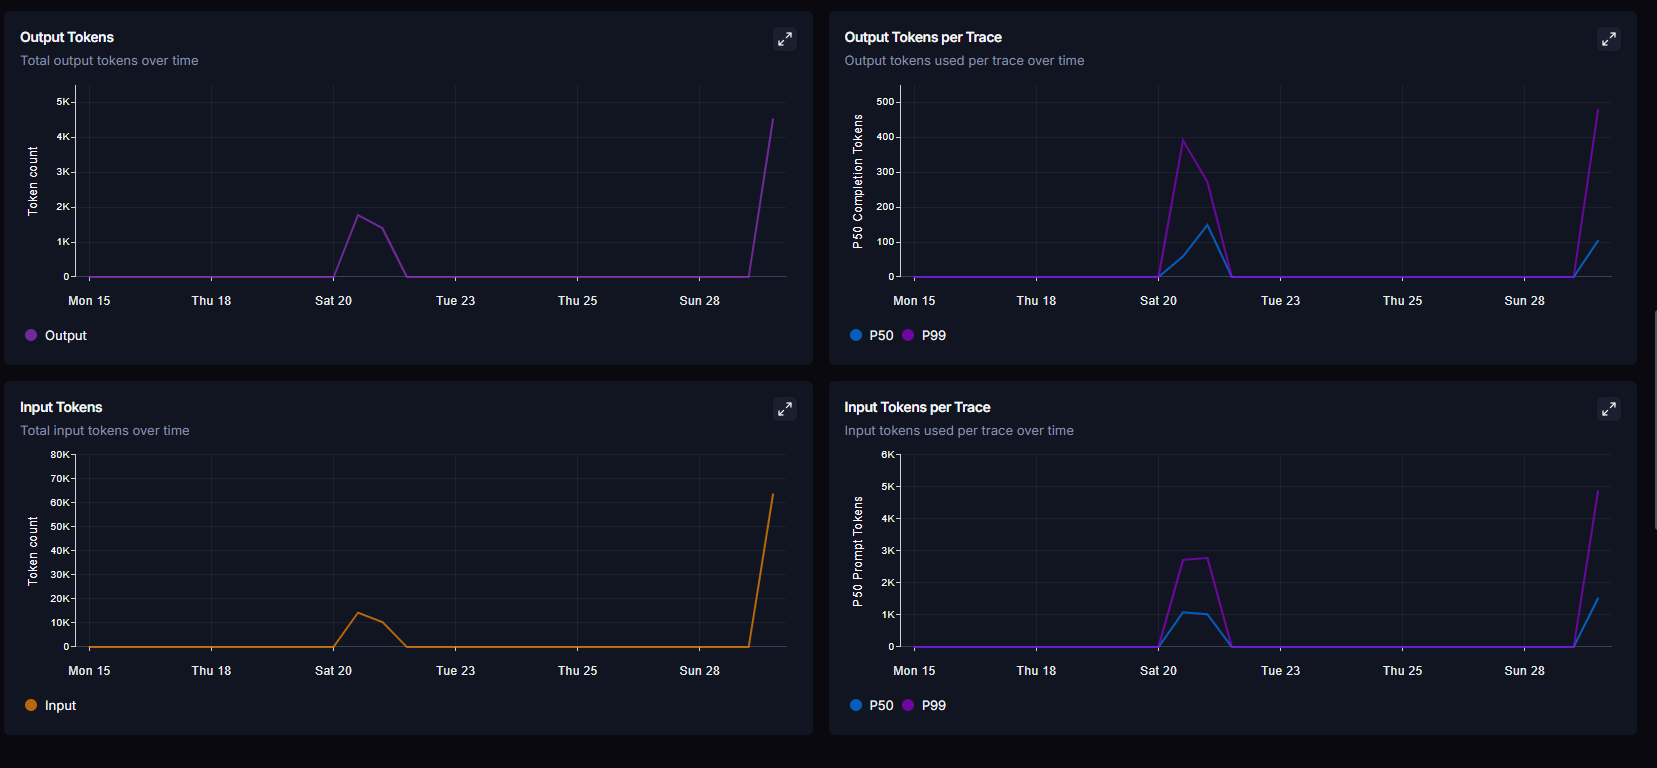 Output Tokens
Total output tokens over time
Token count
5K
4K
3K
2K
1K
0
Mon 15 Thu 18 Sat 20 Tue 23 Thu 25 Sun 28
Output
Output Tokens per Trace
Output tokens used per trace over time
P50 Completion Tokens
500
400
300
200
100
0
Mon 15 Thu 18 Sat 20 Tue 23 Thu 25 Sun 28
P50 P99
Input Tokens
Total input tokens over time
Token count
80K
70K
60K
50K
40K
30K
20K
10K
0
Mon 15 Thu 18 Sat 20 Tue 23 Thu 25 Sun 28
Input
Input Tokens per Trace
Input tokens used per trace over time
P50 Prompt Tokens
6K
5K
4K
3K
2K
1K
0
Mon 15 Thu 18 Sat 20 Tue 23 Thu 25 Sun 28
P50 P99